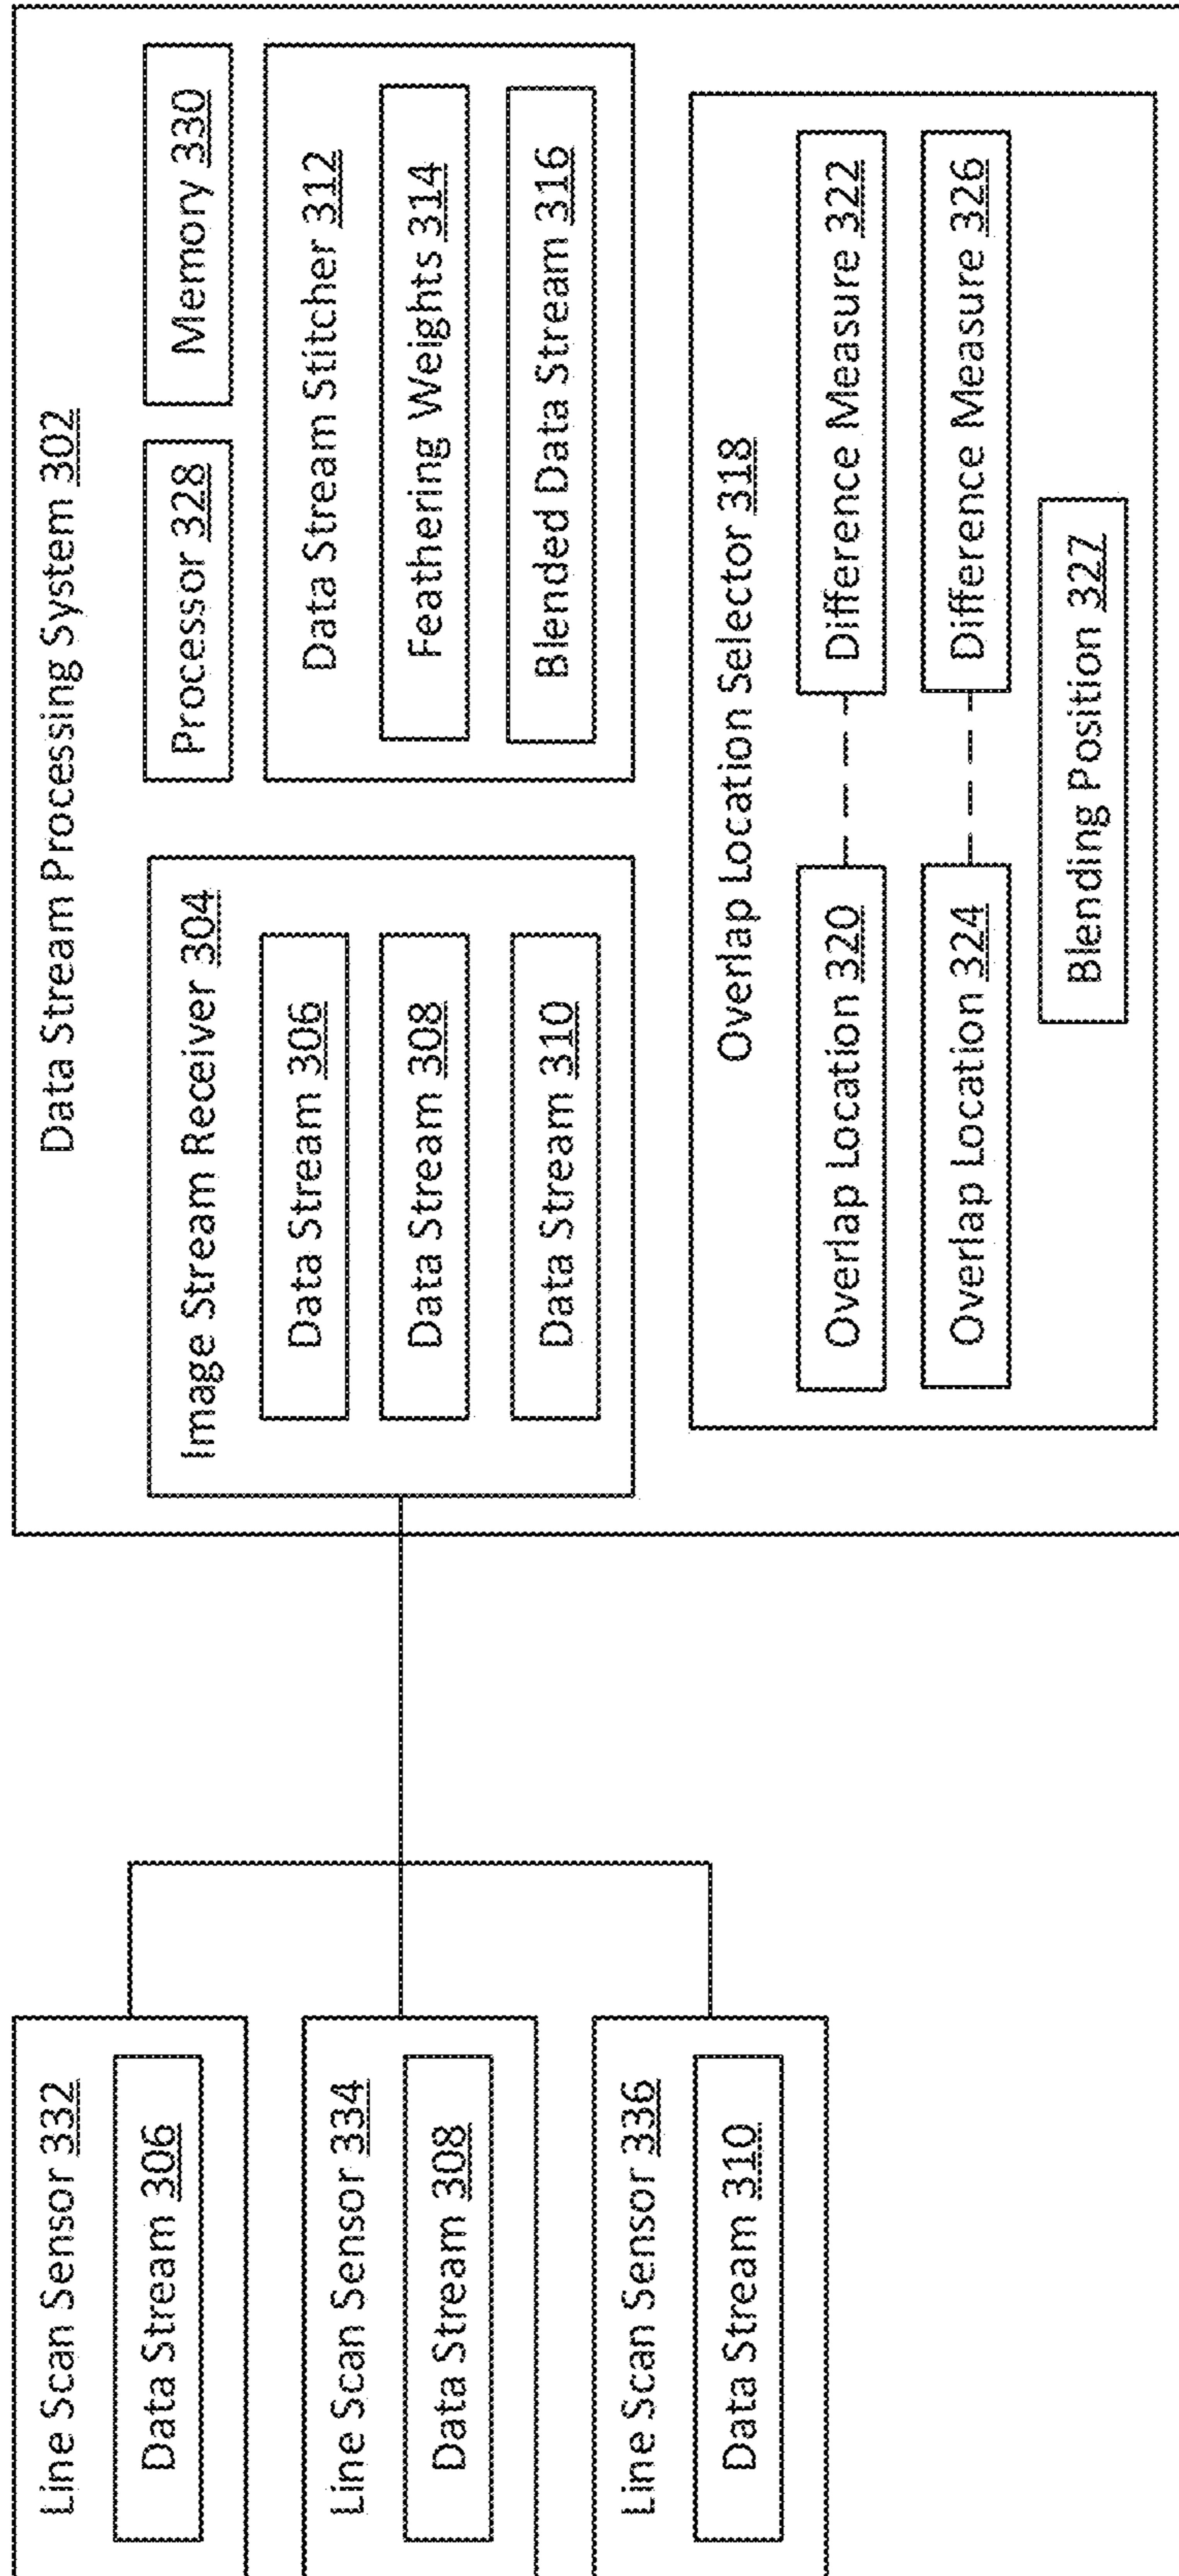 Line Scan Sensor 332
Data Stream 306
Line Scan Sensor 334
Data Stream 308
Line Scan Sensor 336
Data Stream 310
Data Stream Processing System 302
Image Stream Receiver 304
Data Stream 306
Data Stream 308
Data Stream 310
Processor 328
Memory 330
Data Stream Stitcher 312
Feathering Weights 314
Blended Data Stream 316
Overlap Location Selector 318
Overlap Location 320
Difference Measure 322
Overlap Location 324
Difference Measure 326
Blending Position 327